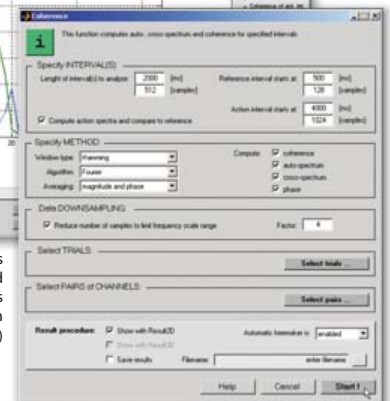 Coherence
This function computes auto-, cross-spectrum and coherence for specified intervals
Specify INTERVAL(S):
Lenght of interval(s) to analyze: 2000 [ms]
512 [samples]
Reference interval starts at: 500 [ms]
128 [samples]
Action interval starts at: 4000 [ms]
1024 [samples]
Compute action spectra and compare to reference
Specify METHOD:
Window type: Hamming
Algorithm: Fourier
Averaging: magnitude and phase
Compute: coherence
auto-spectrum
cross-spectrum
phase
Data DOWNSAMPLING:
Reduce number of samples to limit frequency scale range
Factor: 4
Select TRIALS:
Select trials ...
Select PAIRS of CHANNELS:
Select pairs ...
Result procedure: Show with Result2D
Show with Result3D
Save results
Automatic freemaker is: enabled
Filename: enter filename
Help
Cancel
Start !
20